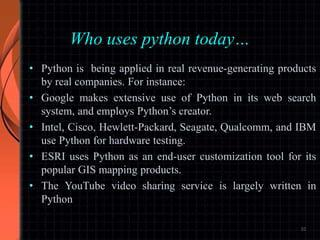 Who uses python today…
• Python is being applied in real revenue-generating products
by real companies. For instance:
• Google makes extensive use of Python in its web search
system, and employs Python’s creator.
• Intel, Cisco, Hewlett-Packard, Seagate, Qualcomm, and IBM
use Python for hardware testing.
• ESRI uses Python as an end-user customization tool for its
popular GIS mapping products.
• The YouTube video sharing service is largely written in
Python